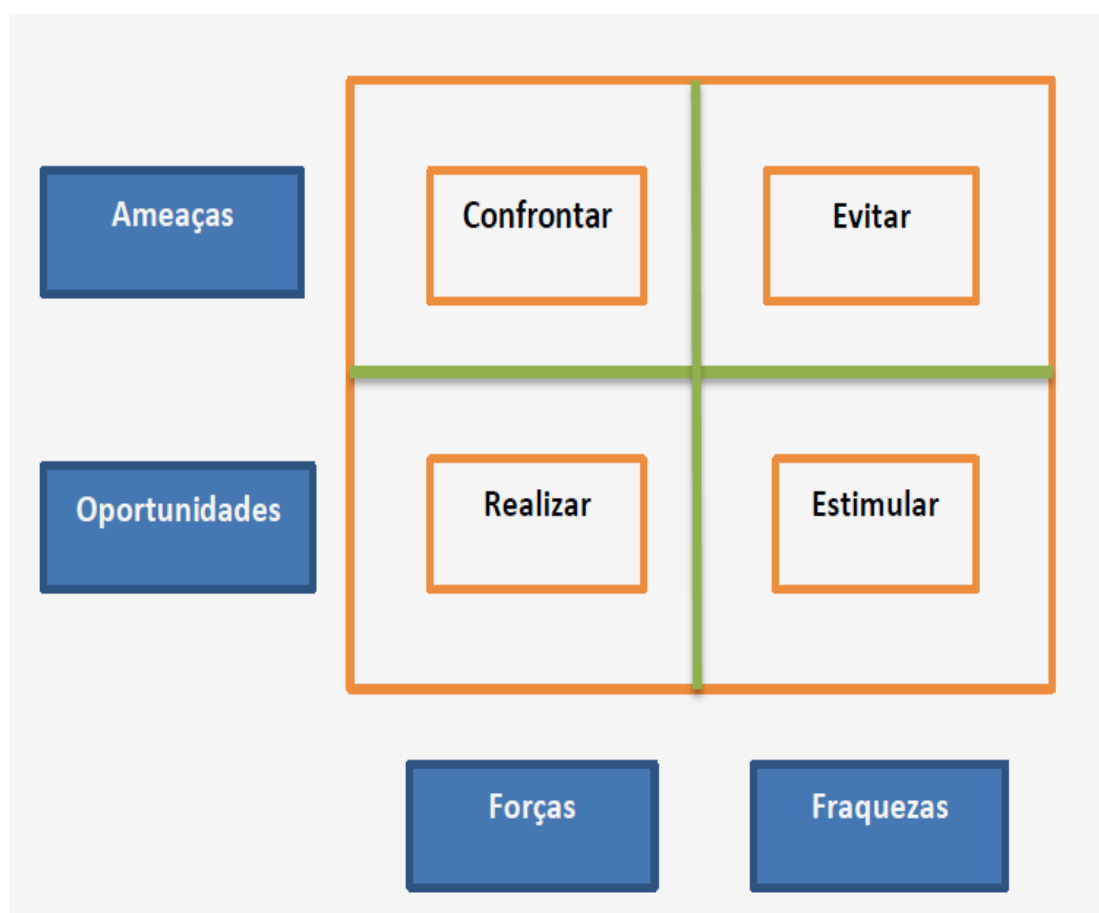 Ameaças
Confrontar
Evitar
Oportunidades
Realizar
Estimular
Forças
Fraquezas